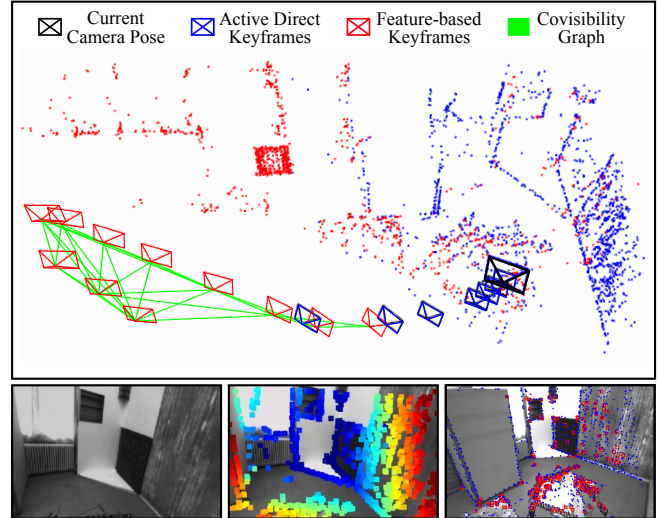 Current
Camera Pose
Active Direct
Keyframes
Feature-based
Keyframes
Covisibility
Graph